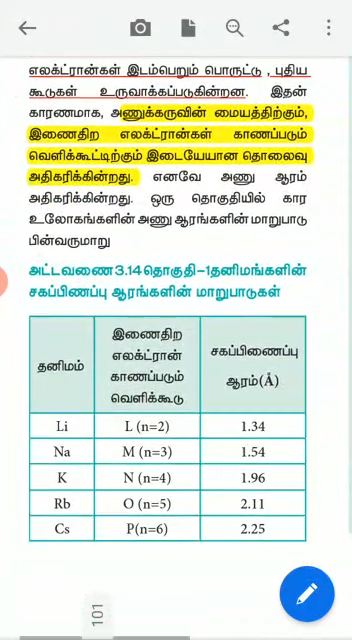 எலக்ட்ரான்கள் இடம்பெறும் பொருட்டு , புதிய
கூடுகள் உருவாக்கப்படுகின்றன. இதன்
காரணமாக, அணுக்கருவின் மையத்திற்கும்,
இணைதிற எலக்ட்ரான்கள் காணப்படும்
வெளிக்கூட்டிற்கும் இடையேயான தொலைவு
அதிகரிக்கின்றது. எனவே அணு ஆரம்
அதிகரிக்கின்றது. ஒரு தொகுதியில் கார
உலோகங்களின் அணு ஆரங்களின் மாறுபாடு
பின்வருமாறு
அட்டவணை 3.14 தொகுதி-1 தனிமங்களின்
சகப்பிணப்பு ஆரங்களின் மாறுபாடுகள்
தனிமம்
இணைதிற
எலக்ட்ரான்
காணப்படும்
வெளிக்கூடு
சகப்பிணைப்பு
ஆரம்(Å)
Li L (n=2) 1.34
Na M (n=3) 1.54
K N (n=4) 1.96
Rb O (n=5) 2.11
Cs P(n=6) 2.25
101